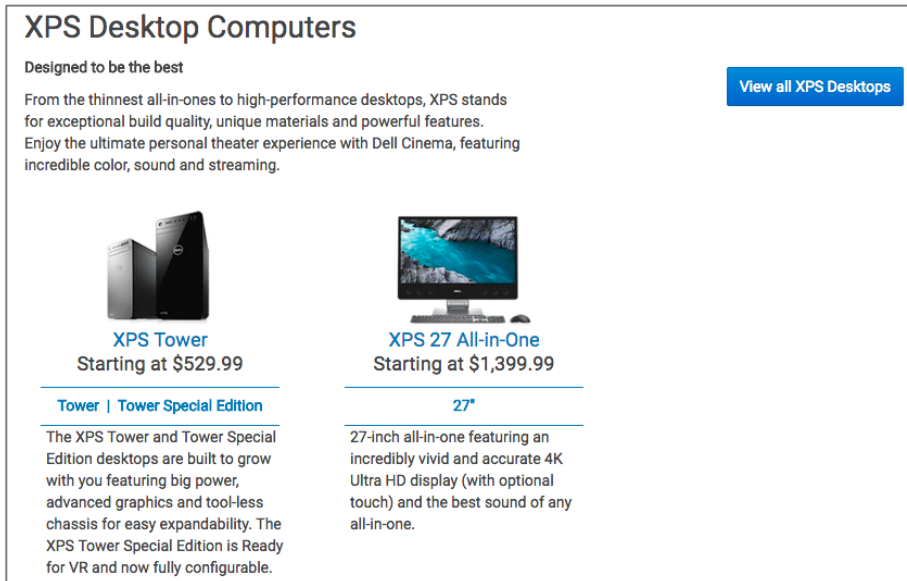 XPS Desktop Computers
Designed to be the best
View all XPS Desktops
From the thinnest all-in-ones to high-performance desktops, XPS stands
for exceptional build quality, unique materials and powerful features.
Enjoy the ultimate personal theater experience with Dell Cinema, featuring
incredible color, sound and streaming.
XPS Tower
Starting at $529.99
Tower | Tower Special Edition
The XPS Tower and Tower Special
Edition desktops are built to grow
with you featuring big power,
advanced graphics and tool-less
chassis for easy expandability. The
XPS Tower Special Edition is Ready
for VR and now fully configurable.
XPS 27 All-in-One
Starting at $1,399.99
27"
27-inch all-in-one featuring an
incredibly vivid and accurate 4K
Ultra HD display (with optional
touch) and the best sound of any
all-in-one.